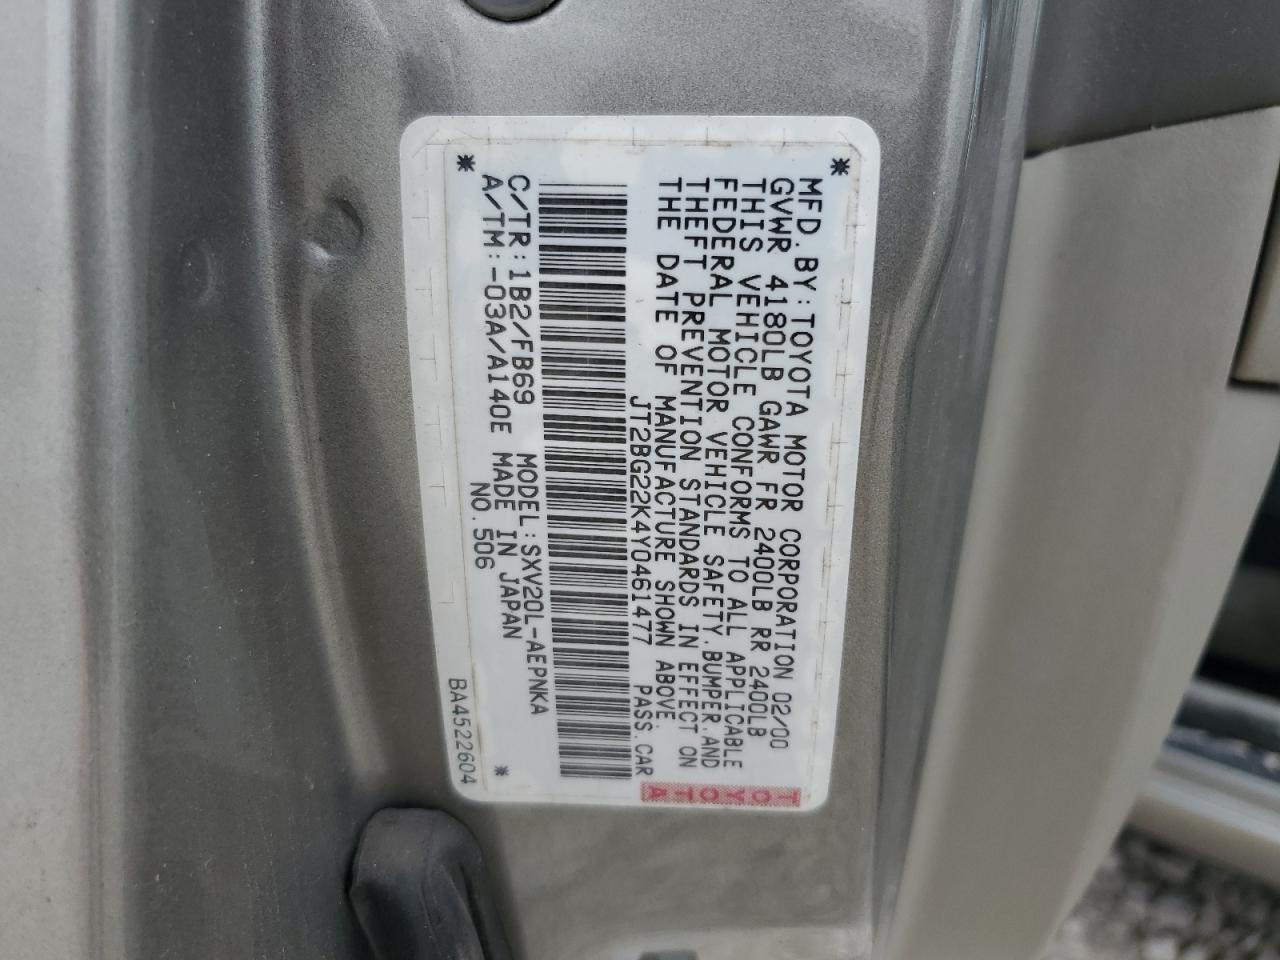 MFD.BY:TOYOTA MOTOR CORPORATION 02/00
GVWR 4180LB GAWR FR 2400LB RR 2400LB
THIS VEHICLE CONFORMS TO ALL APPLICABLE
FEDERAL MOTOR VEHICLE SAFETY.BUMPER.AND
THEFT PREVENTION STANDARDS IN EFFECT ON
THE DATE OF MANUFACTURE SHOWN ABOVE.
JT2BG22K4Y0461477 PASS.CAR
C/TR:1B2/FB69 MODEL:SXV20L-AEPNKA
A/TM:-03A/A140E MADE IN JAPAN
NO.506
BA4522604
TOYO
TOTA